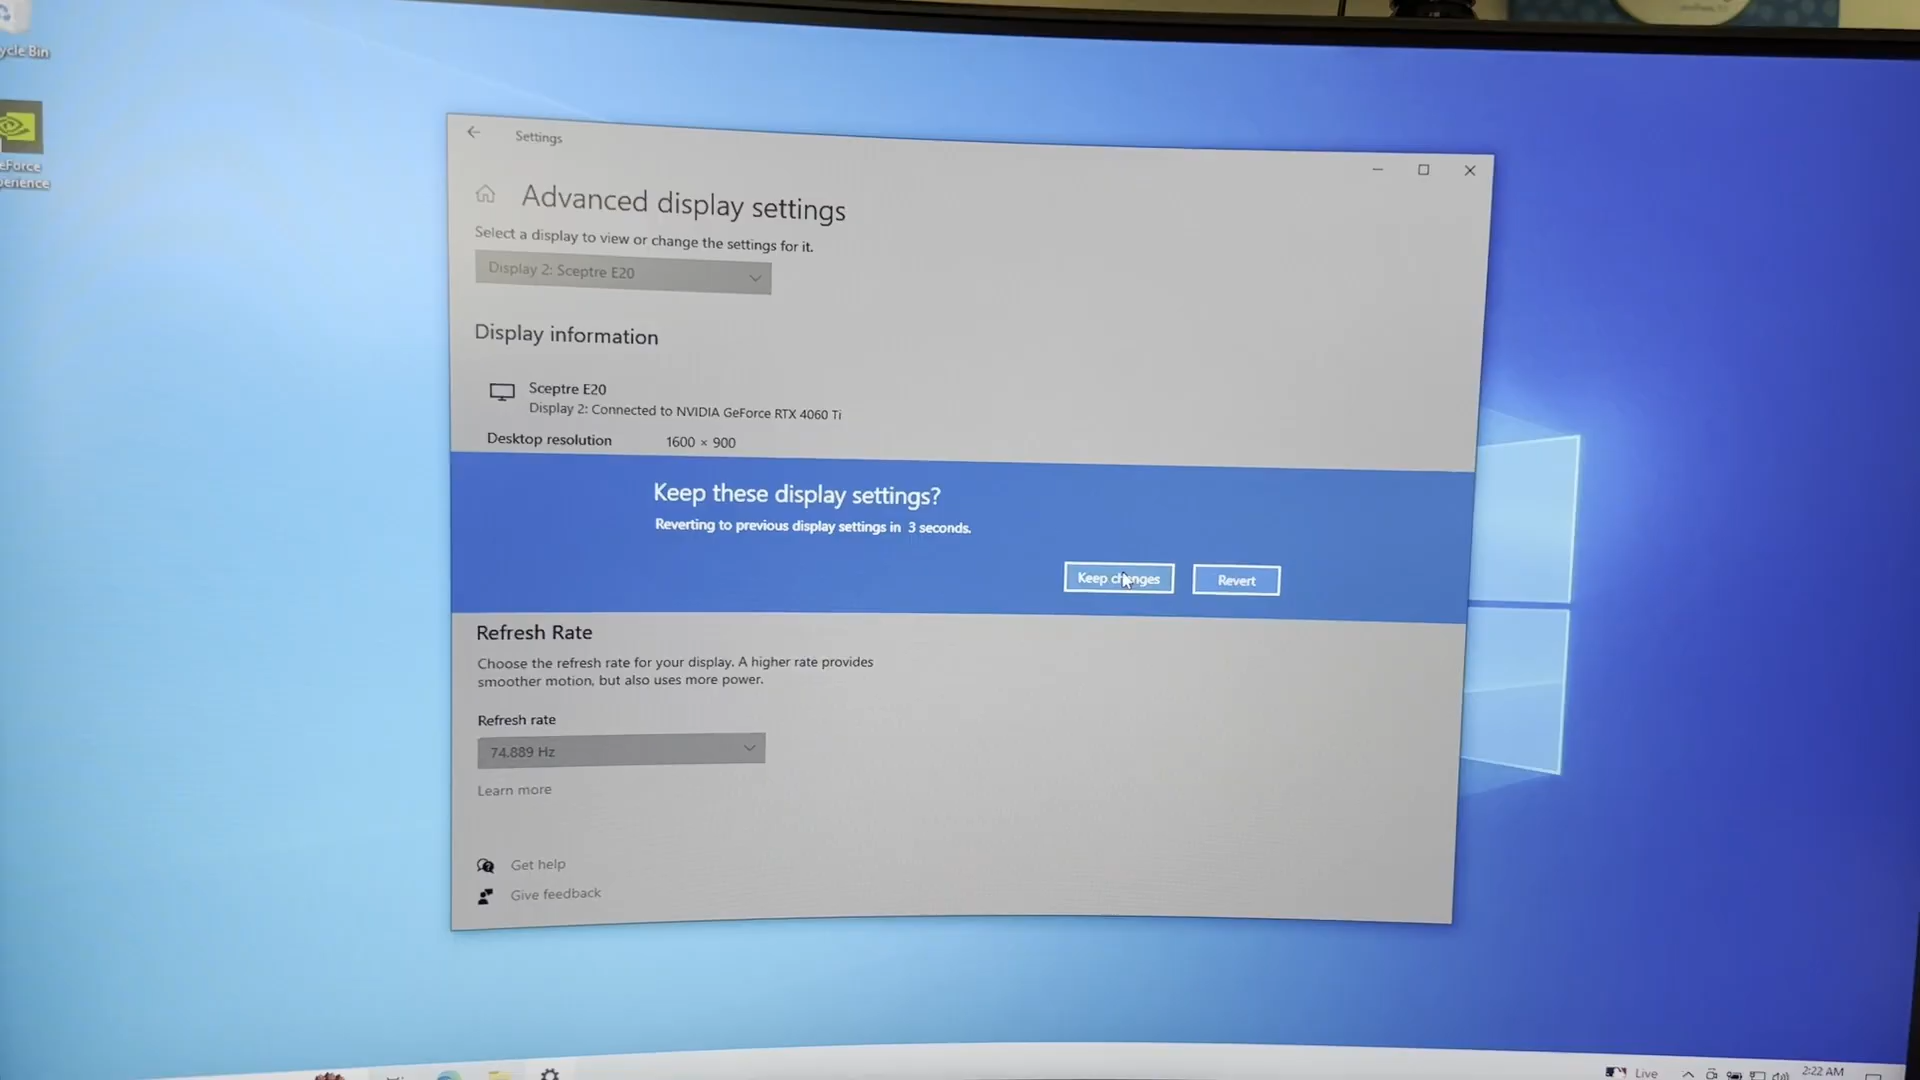 cycle Bin
eForce
perience
Settings
Advanced display settings
Select a display to view or change the settings for it.
Display 2: Sceptre E20
Display information
Sceptre E20
Display 2: Connected to NVIDIA GeForce RTX 4060 Ti
Desktop resolution 1600 × 900
Keep these display settings?
Reverting to previous display settings in 3 seconds.
Keep changes Revert
Refresh Rate
Choose the refresh rate for your display. A higher rate provides
smoother motion, but also uses more power.
Refresh rate
74.889 Hz
Learn more
Get help
Give feedback
Live
2:22 AM